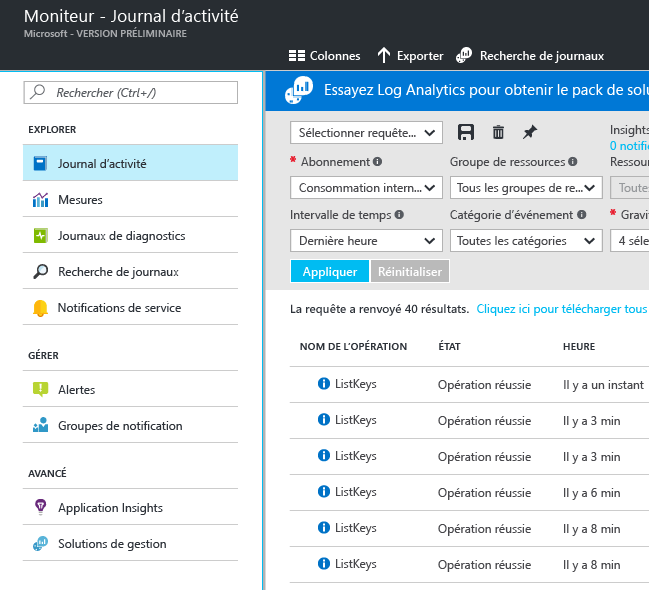 Moniteur - Journal d'activité
Microsoft - VERSION PRÉLIMINAIRE
Colonnes Exporter Recherche de journaux
Rechercher (Ctrl+/)
EXPLORER
Journal d'activité
Mesures
Journaux de diagnostics
Recherche de journaux
Notifications de service
GÉRER
Alertes
Groupes de notification
AVANCÉ
Application Insights
Solutions de gestion
Essayez Log Analytics pour obtenir le pack de solu
Sélectionner requête... Insights
0 notifi
* Abonnement Groupe de ressources Ressour
Consommation intern... Tous les groupes de re... Toutes
Intervalle de temps Catégorie d'événement * Gravi
Dernière heure Toutes les catégories 4 séle
Appliquer Réinitialiser
La requête a renvoyé 40 résultats. Cliquez ici pour télécharger tous
NOM DE L'OPÉRATION ÉTAT HEURE
ListKeys Opération réussie Il y a un instant
ListKeys Opération réussie Il y a 3 min
ListKeys Opération réussie Il y a 3 min
ListKeys Opération réussie Il y a 6 min
ListKeys Opération réussie Il y a 8 min
ListKeys Opération réussie Il y a 8 min